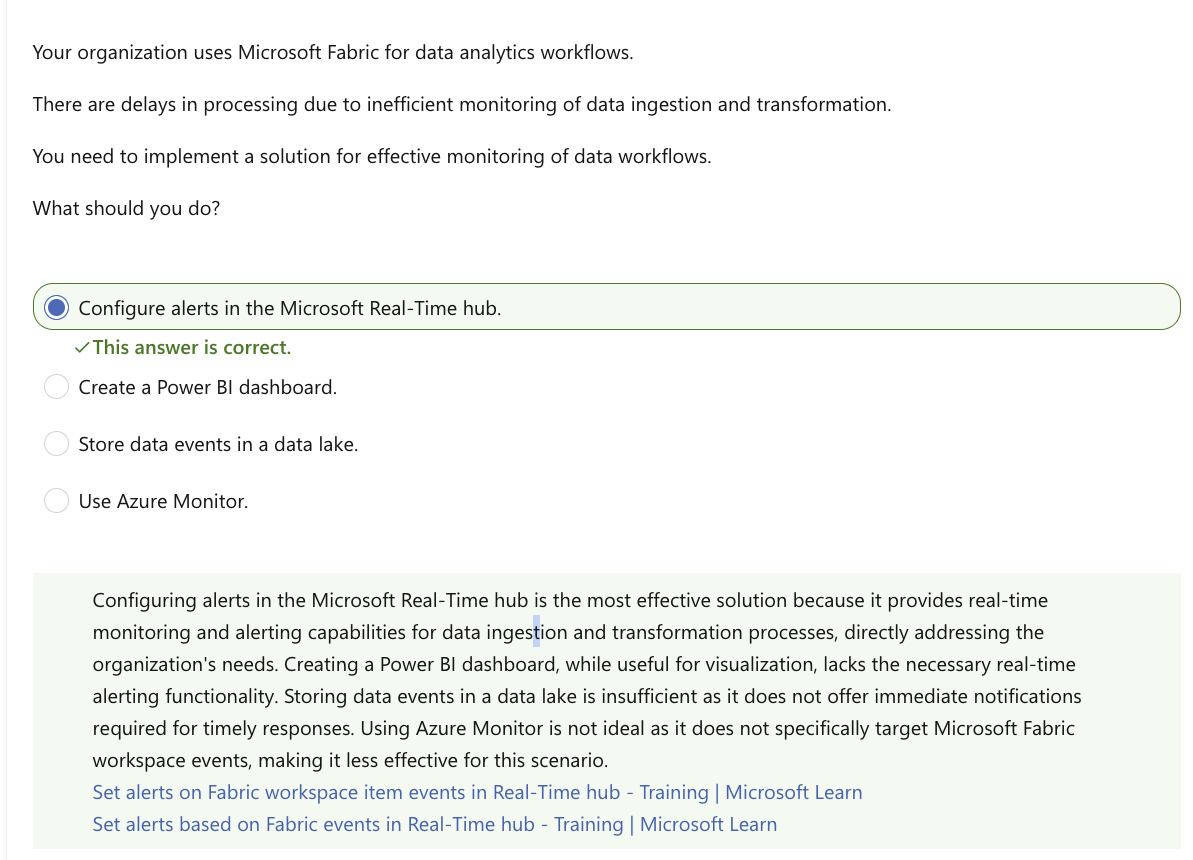 Your organization uses Microsoft Fabric for data analytics workflows.
There are delays in processing due to inefficient monitoring of data ingestion and transformation.
You need to implement a solution for effective monitoring of data workflows.
What should you do?
Configure alerts in the Microsoft Real-Time hub.
This answer is correct.
Create a Power BI dashboard.
Store data events in a data lake.
Use Azure Monitor.
Configuring alerts in the Microsoft Real-Time hub is the most effective solution because it provides real-time
monitoring and alerting capabilities for data ingestion and transformation processes, directly addressing the
organization's needs. Creating a Power BI dashboard, while useful for visualization, lacks the necessary real-time
alerting functionality. Storing data events in a data lake is insufficient as it does not offer immediate notifications
required for timely responses. Using Azure Monitor is not ideal as it does not specifically target Microsoft Fabric
workspace events, making it less effective for this scenario.
Set alerts on Fabric workspace item events in Real-Time hub - Training | Microsoft Learn
Set alerts based on Fabric events in Real-Time hub - Training | Microsoft Learn